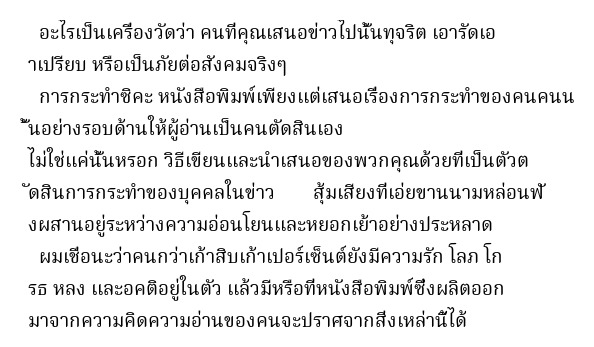 อะไรเป็นเครื่องวัดว่า คนที่คุณเสนอข่าวไปนั้นทุจริต เอารัดเอ
าเปรียบ หรือเป็นภัยต่อสังคมจริงๆ
การกระทำซิคะ หนังสือพิมพ์เพียงแต่เสนอเรื่องการกระทำของคนคนน
ั้นอย่างรอบด้านให้ผู้อ่านเป็นคนตัดสินเอง
ไม่ใช่แค่นั้นหรอก วิธีเขียนและนำเสนอของพวกคุณด้วยที่เป็นตัวต
ัดสินการกระทำของบุคคลในข่าว สุ้มเสียงที่เอ่ยขานนามหล่อนฟั
งผสานอยู่ระหว่างความอ่อนโยนและหยอกเย้าอย่างประหลาด
ผมเชื่อนะว่าคนกว่าเก้าสิบเก้าเปอร์เซ็นต์ยังมีความรัก โลภ โก
รธ หลง และอคติอยู่ในตัว แล้วมีหรือที่หนังสือพิมพ์ซึ่งผลิตออก
มาจากความคิดความอ่านของคนจะปราศจากสิ่งเหล่านี้ได้